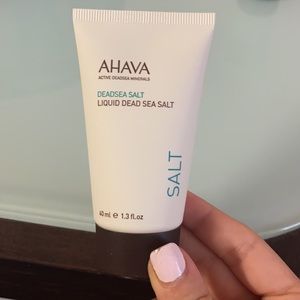 AHAVA
ACTIVE DEADSEA MINERALS
DEADSEA SALT
LIQUID DEAD SEA SALT
SALT
40 ml e 1.3 fl.oz